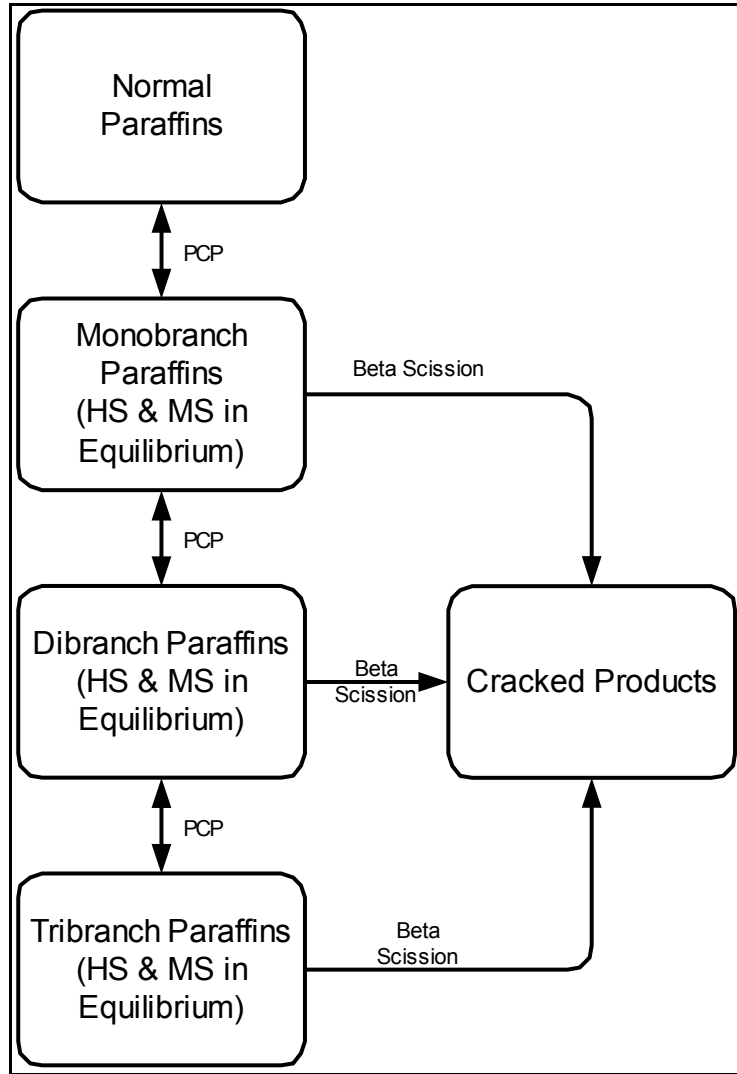 Normal
Paraffins
PCP
Monobranch
Paraffins
(HS & MS in
Equilibrium)
Beta Scission
PCP
Dibranch Paraffins
(HS & MS in
Equilibrium)
Beta
Scission
Cracked Products
PCP
Tribranch Paraffins
(HS & MS in
Equilibrium)
Beta
Scission